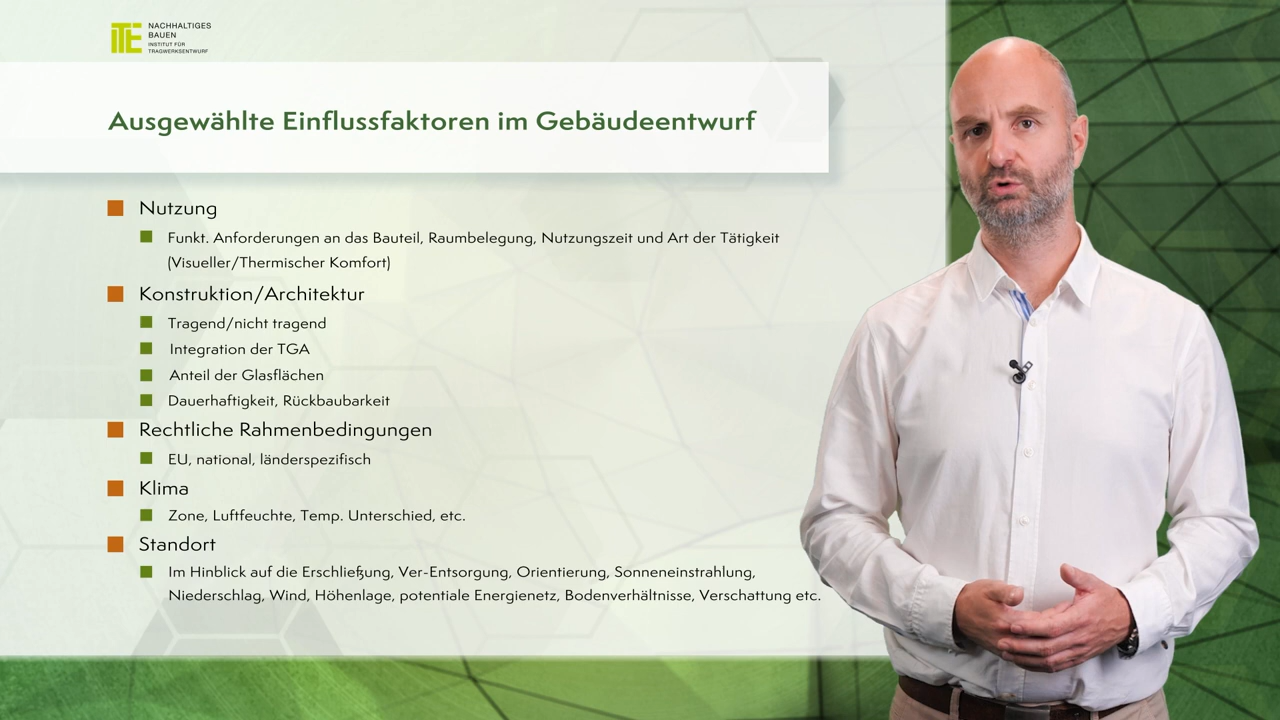 NACHHALTIGES
BAUEN
INSTITUT FÜR
TRAGWERKSENTWURF
Ausgewählte Einflussfaktoren im Gebäudeentwurf
Nutzung
Funkt. Anforderungen an das Bauteil, Raumbelegung, Nutzungszeit und Art der Tätigkeit
(Visueller/Thermischer Komfort)
Konstruktion/Architektur
Tragend/nicht tragend
Integration der TGA
Anteil der Glasflächen
Dauerhaftigkeit, Rückbaubarkeit
Rechtliche Rahmenbedingungen
EU, national, länderspezifisch
Klima
Zone, Luftfeuchte, Temp. Unterschied, etc.
Standort
Im Hinblick auf die Erschließung, Ver-Entsorgung, Orientierung, Sonneneinstrahlung,
Niederschlag, Wind, Höhenlage, potentiale Energienetz, Bodenverhältnisse, Verschattung etc.